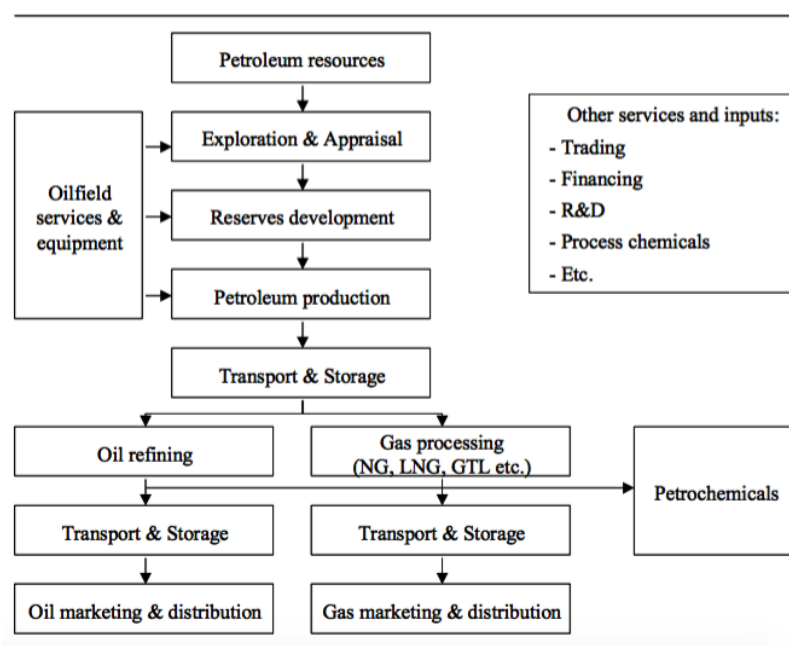 Petroleum resources
Exploration & Appraisal
Oilfield
services &
equipment
Reserves development
Petroleum production
Other services and inputs:
- Trading
- Financing
- R&D
- Process chemicals
- Etc.
Transport & Storage
Oil refining
Gas processing
(NG, LNG, GTL etc.)
Petrochemicals
Transport & Storage
Transport & Storage
Oil marketing & distribution
Gas marketing & distribution